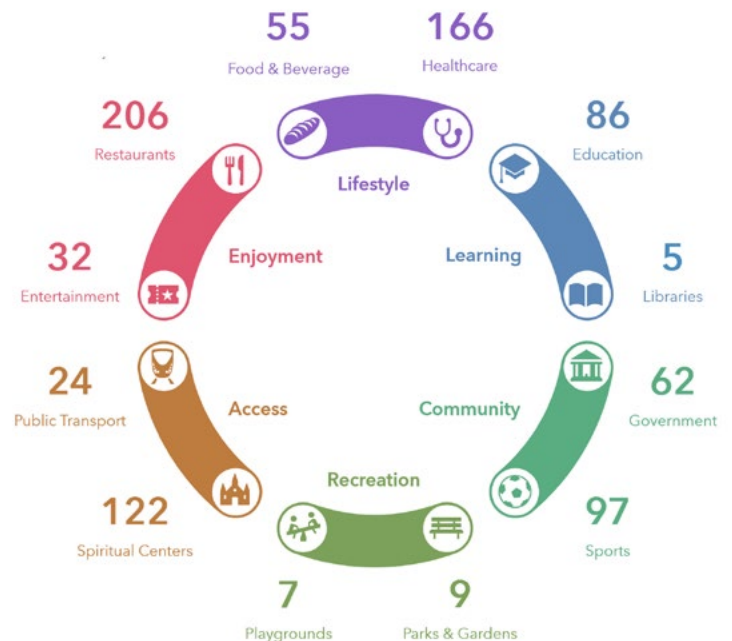 55
Food & Beverage
166
Healthcare
206
Restaurants
86
Education
Lifestyle
Enjoyment
Learning
32
Entertainment
5
Libraries
24
Public Transport
Access
Community
62
Government
Recreation
122
Spiritual Centers
97
Sports
7
Playgrounds
9
Parks & Gardens